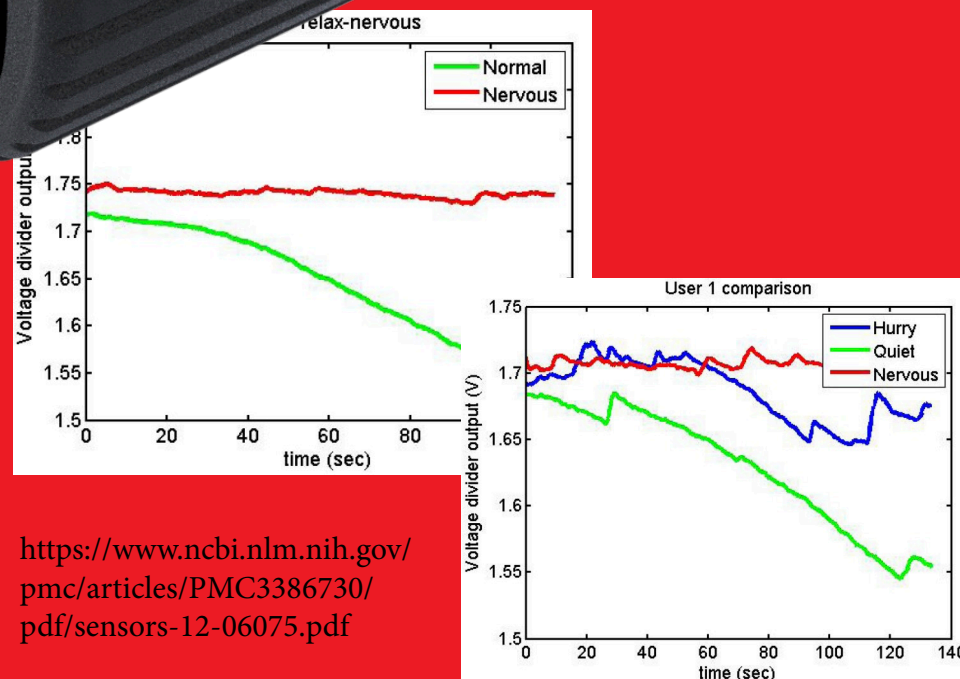 relax-nervous
Normal
Nervous
1.8
1.75
1.7
1.65
1.6
1.55
1.5
0 20 40 60 80
time (sec)
Voltage divider output
User 1 comparison
Hurry
Quiet
Nervous
1.75
1.7
1.65
1.6
1.55
1.5
0 20 40 60 80 100 120 140
time (sec)
Voltage divider output (V)
https://www.ncbi.nlm.nih.gov/
pmc/articles/PMC3386730/
pdf/sensors-12-06075.pdf